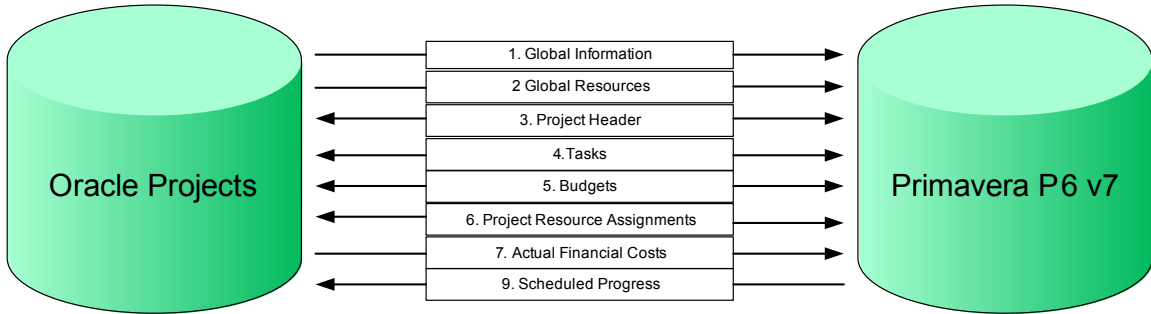 1. Global Information
2 Global Resources
3. Project Header
4.Tasks
Oracle Projects
5. Budgets
Primavera P6 v7
6. Project Resource Assignments
7. Actual Financial Costs
9. Scheduled Progress